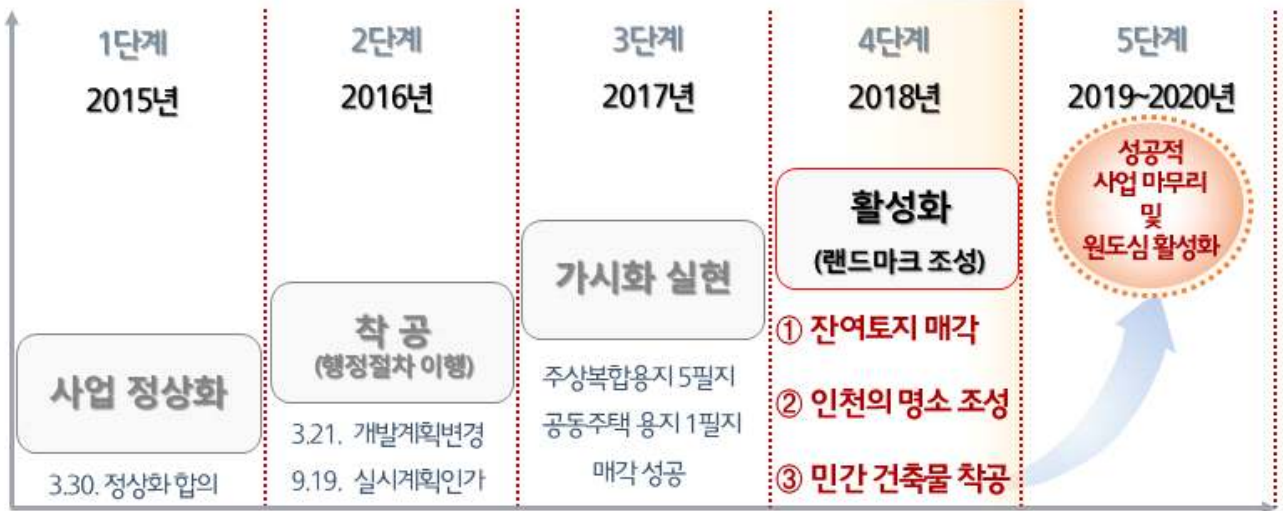 1단계
2015년
사업 정상화
3.30. 정상화 합의
2단계
2016년
착 공
(행정절차 이행)
3.21. 개발계획변경
9.19. 실시계획인가
3단계
2017년
가시화 실현
주상복합용지 5필지
공동주택 용지 1필지
매각 성공
4단계
2018년
활성화
(랜드마크 조성)
① 잔여토지 매각
② 인천의 명소 조성
③ 민간 건축물 착공
5단계
2019~2020년
성공적
사업 마무리
및
원도심 활성화